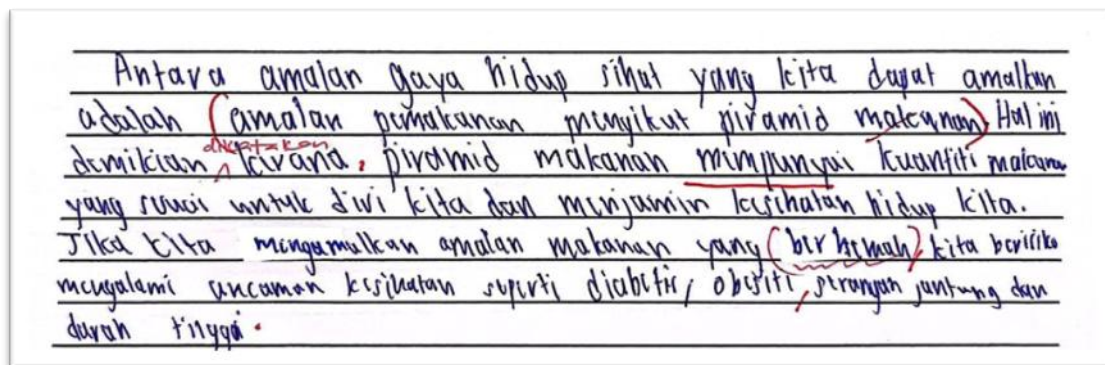 Antara amalan gaya hidup sihat yang kita dapat amalkan
adalah (amalan pemakanan mengikut piramid makanan) Hal ini
dikatakan
demikian kerana. piramid makanan mempunyai kuantiti makanan
yang sesuai untuk diri kita dan menjamin kesihatan hidup kita.
Jika kita mengamalkan amalan makanan yang (berhemah), kita berisiko
mengalami ancaman kesihatan seperti diabetis, obesiti, serangan jantung dan
darah tinggi.